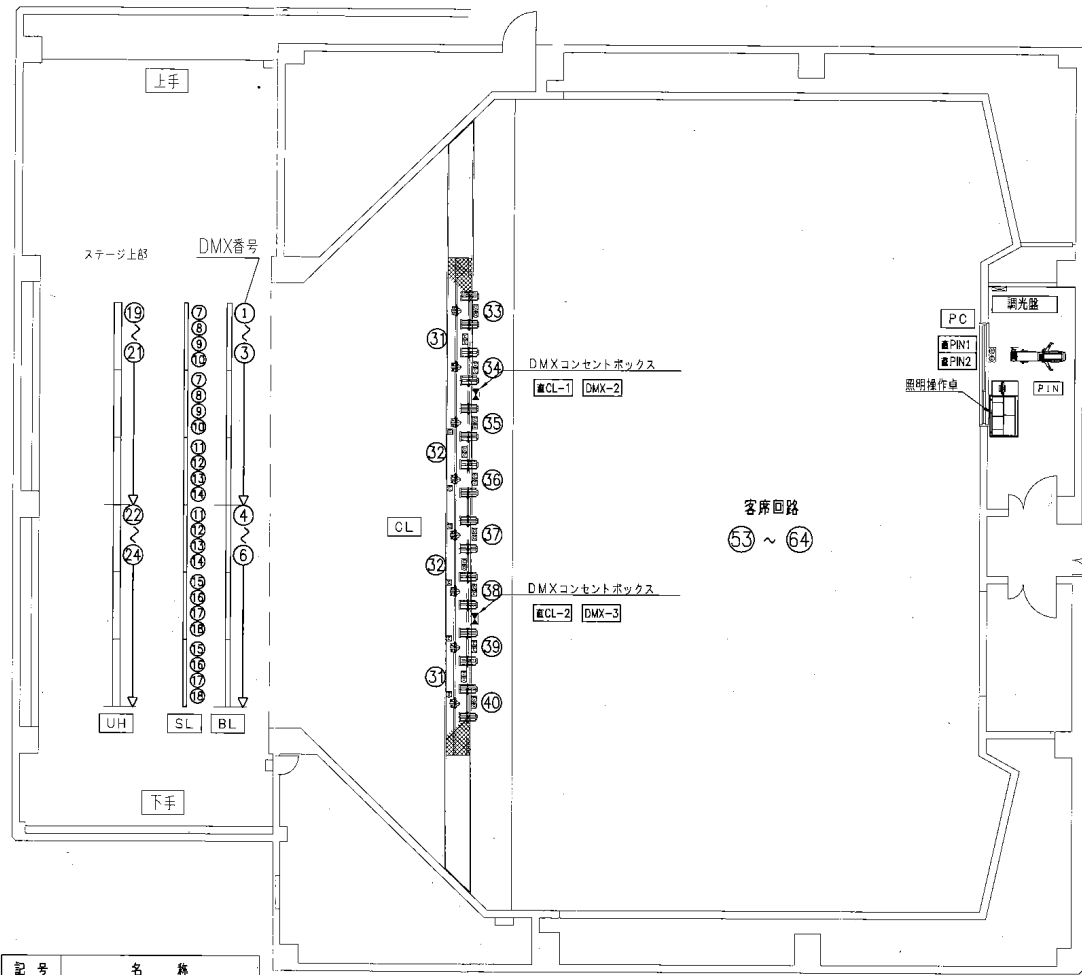 上手
ステージ上部
DMX番号
⑲ ⑦ ①
～ ⑧ ～
㉑ ⑨ ③
⑩
⑦
⑧
⑨
⑩
⑪
⑫
⑬
⑭
㉒ ⑪ ④
～ ⑫ ～
㉔ ⑬ ⑥
⑭
⑮
⑯
⑰
⑱
⑮
⑯
⑰
⑱
UH SL BL
下手
CL
㉛ ㉝
㉞
㉜ ㉟
㊱
㊲
㉜ ㊳
㊴
㉛ ㊵
DMXコンセントボックス
直CL-1 DMX-2
DMXコンセントボックス
直CL-2 DMX-3
客席回路
53 ～ 64
調光盤
PC
直PIN1
直PIN2
PIN
照明操作卓
記号 名称